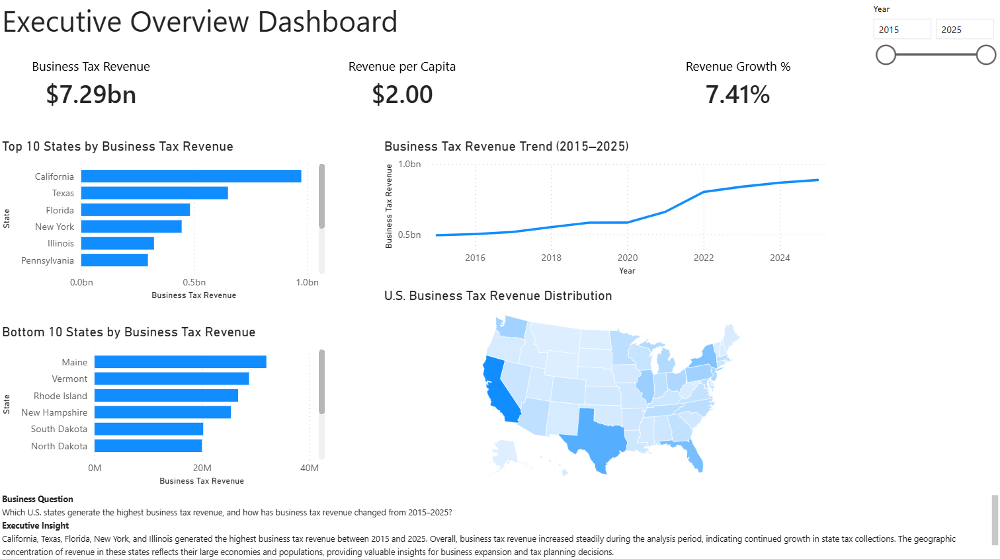 Executive Overview Dashboard
Year
2015
2025
Business Tax Revenue
$7.29bn
Revenue per Capita
$2.00
Revenue Growth %
7.41%
Top 10 States by Business Tax Revenue
State
California
Texas
Florida
New York
Illinois
Pennsylvania
0.0bn
0.5bn
1.0bn
Business Tax Revenue
Business Tax Revenue Trend (2015–2025)
Business Tax Revenue
1.0bn
0.5bn
2016
2018
2020
2022
2024
Year
U.S. Business Tax Revenue Distribution
Bottom 10 States by Business Tax Revenue
State
Maine
Vermont
Rhode Island
New Hampshire
South Dakota
North Dakota
0M
20M
40M
Business Tax Revenue
Business Question
Which U.S. states generate the highest business tax revenue, and how has business tax revenue changed from 2015–2025?
Executive Insight
California, Texas, Florida, New York, and Illinois generated the highest business tax revenue between 2015 and 2025. Overall, business tax revenue increased steadily during the analysis period, indicating continued growth in state tax collections. The geographic
concentration of revenue in these states reflects their large economies and populations, providing valuable insights for business expansion and tax planning decisions.